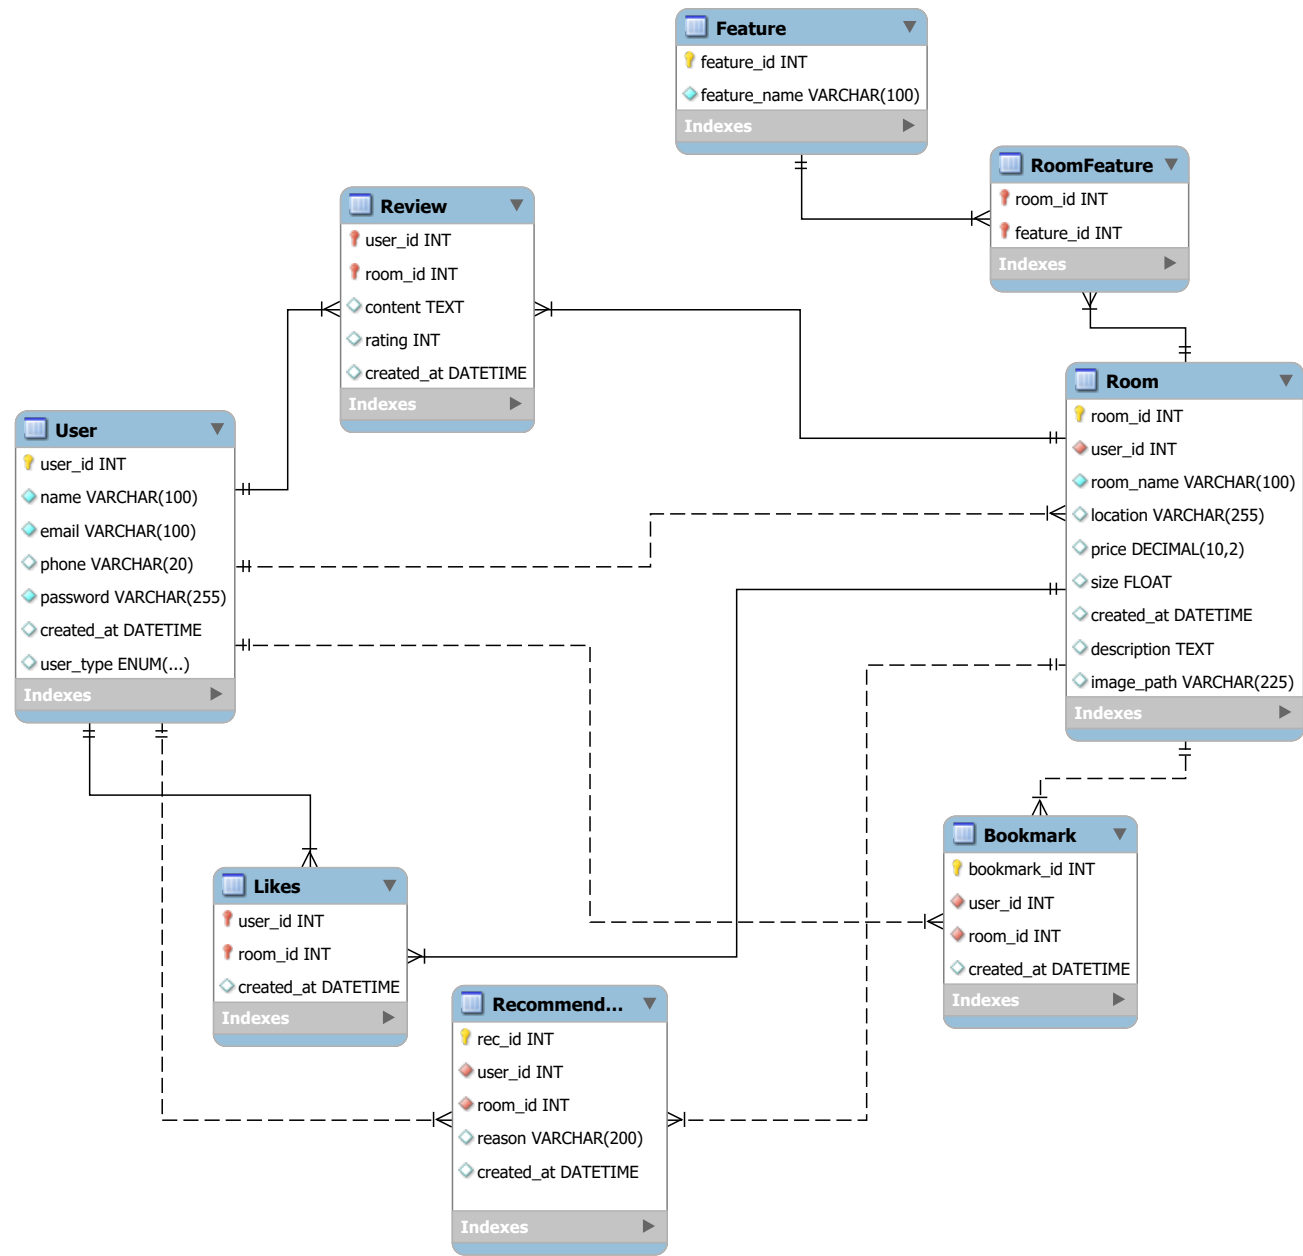 Feature
feature_id INT
feature_name VARCHAR(100)
Indexes
RoomFeature
room_id INT
feature_id INT
Indexes
Review
user_id INT
room_id INT
content TEXT
rating INT
created_at DATETIME
Indexes
Room
room_id INT
user_id INT
room_name VARCHAR(100)
location VARCHAR(255)
price DECIMAL(10,2)
size FLOAT
created_at DATETIME
description TEXT
image_path VARCHAR(225)
Indexes
User
user_id INT
name VARCHAR(100)
email VARCHAR(100)
phone VARCHAR(20)
password VARCHAR(255)
created_at DATETIME
user_type ENUM(...)
Indexes
Bookmark
bookmark_id INT
user_id INT
room_id INT
created_at DATETIME
Indexes
Likes
user_id INT
room_id INT
created_at DATETIME
Indexes
Recommend...
rec_id INT
user_id INT
room_id INT
reason VARCHAR(200)
created_at DATETIME
Indexes